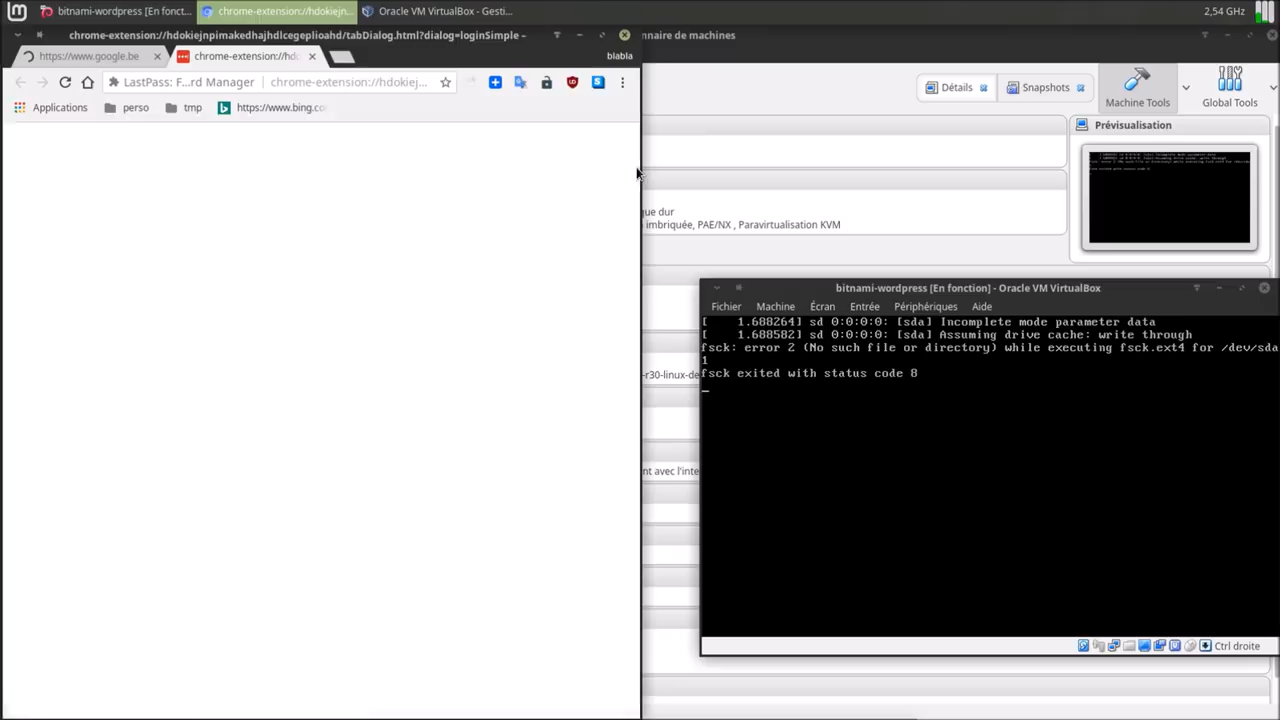 bitnami-wordpress [En fonct...
chrome-extension://hdokiejn...
Oracle VM VirtualBox - Gesti...
2,54 GHz
chrome-extension://hdokiejnpimakedhajhdlcegeplioahd/tabDialog.html?dialog=loginSimple –
nnaire de machines
https://www.google.be
chrome-extension://hdo
blabla
LastPass: F...rd Manager
chrome-extension://hdokiej...
Applications
perso
tmp
https://www.bing.co
Détails
Snapshots
Machine Tools
Global Tools
Prévisualisation
que dur
imbriquée, PAE/NX , Paravirtualisation KVM
bitnami-wordpress [En fonction] - Oracle VM VirtualBox
Fichier Machine Écran Entrée Périphériques Aide
[    1.688264] sd 0:0:0:0: [sda] Incomplete mode parameter data
[    1.688582] sd 0:0:0:0: [sda] Assuming drive cache: write through
fsck: error 2 (No such file or directory) while executing fsck.ext4 for /dev/sda
1
fsck exited with status code 8
-r30-linux-de
nt avec l'inte
Ctrl droite